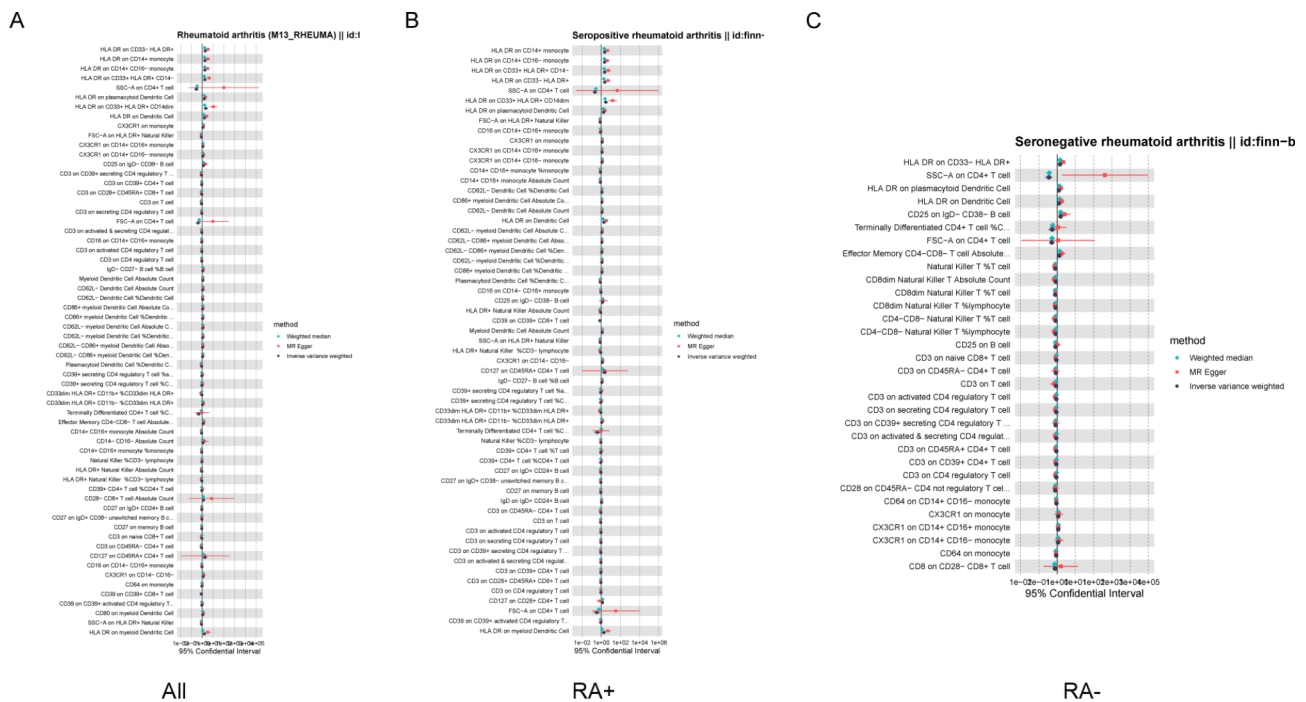 A
Rheumatoid arthritis (M13_RHEUMA) || id:f
HLA DR on CD33− HLA DR+
HLA DR on CD14+ monocyte
HLA DR on CD14+ CD16− monocyte
HLA DR on CD33+ HLA DR+ CD14−
SSC−A on CD4+ T cell
HLA DR on plasmacytoid Dendritic Cell
HLA DR on CD33+ HLA DR+ CD14dim
HLA DR on Dendritic Cell
CX3CR1 on monocyte
FSC−A on HLA DR+ Natural Killer
CX3CR1 on CD14+ CD16+ monocyte
CX3CR1 on CD14+ CD16− monocyte
CD25 on IgD− CD38− B cell
CD3 on CD39+ secreting CD4 regulatory T ...
CD3 on CD39+ CD4+ T cell
CD3 on CD28+ CD45RA+ CD8+ T cell
CD3 on T cell
CD3 on secreting CD4 regulatory T cell
FSC−A on CD4+ T cell
CD3 on activated & secreting CD4 regulat...
CD16 on CD14+ CD16+ monocyte
CD3 on activated CD4 regulatory T cell
CD3 on CD4 regulatory T cell
IgD− CD27− B cell %B cell
Myeloid Dendritic Cell Absolute Count
CD62L− Dendritic Cell Absolute Count
CD62L− Dendritic Cell %Dendritic Cell
CD86+ myeloid Dendritic Cell Absolute Co...
CD86+ myeloid Dendritic Cell %Dendritic ...
CD62L− myeloid Dendritic Cell Absolute C...
CD62L− myeloid Dendritic Cell %Dendritic...
CD62L− CD86+ myeloid Dendritic Cell Abso...
CD62L− CD86+ myeloid Dendritic Cell %Den...
Plasmacytoid Dendritic Cell %Dendritic C...
CD39+ secreting CD4 regulatory T cell %s...
CD39+ secreting CD4 regulatory T cell %C...
CD33dim HLA DR+ CD11b+ %CD33dim HLA DR+
CD33dim HLA DR+ CD11b− %CD33dim HLA DR+
Terminally Differentiated CD4+ T cell %C...
Effector Memory CD4−CD8− T cell Absolute...
CD14+ CD16+ monocyte Absolute Count
CD14− CD16− Absolute Count
CD14+ CD16+ monocyte %monocyte
Natural Killer %CD3− lymphocyte
HLA DR+ Natural Killer Absolute Count
HLA DR+ Natural Killer %CD3− lymphocyte
CD39+ CD4+ T cell %CD4+ T cell
CD28− CD8+ T cell Absolute Count
CD27 on IgD+ CD24+ B cell
CD27 on IgD+ CD38− unswitched memory B c...
CD27 on memory B cell
CD3 on naive CD8+ T cell
CD3 on CD45RA− CD4+ T cell
CD127 on CD45RA+ CD4+ T cell
CD16 on CD14− CD16+ monocyte
CX3CR1 on CD14− CD16−
CD64 on monocyte
CD39 on CD39+ CD8+ T cell
CD39 on CD39+ activated CD4 regulatory T...
CD80 on myeloid Dendritic Cell
SSC−A on HLA DR+ Natural Killer
HLA DR on myeloid Dendritic Cell
95% Confidential Interval
method
Weighted median
MR Egger
Inverse variance weighted
All
B
Seropositive rheumatoid arthritis || id:finn-
HLA DR on CD14+ monocyte
HLA DR on CD14+ CD16− monocyte
HLA DR on CD33+ HLA DR+ CD14−
HLA DR on CD33− HLA DR+
SSC−A on CD4+ T cell
HLA DR on CD33+ HLA DR+ CD14dim
HLA DR on plasmacytoid Dendritic Cell
FSC−A on HLA DR+ Natural Killer
CD16 on CD14+ CD16+ monocyte
CX3CR1 on monocyte
CX3CR1 on CD14+ CD16+ monocyte
CX3CR1 on CD14+ CD16− monocyte
CD14+ CD16+ monocyte %monocyte
CD14+ CD16+ monocyte Absolute Count
CD62L− Dendritic Cell %Dendritic Cell
CD86+ myeloid Dendritic Cell Absolute Co...
CD62L− Dendritic Cell Absolute Count
HLA DR on Dendritic Cell
CD62L− myeloid Dendritic Cell Absolute C...
CD62L− CD86+ myeloid Dendritic Cell Abso...
CD62L− CD86+ myeloid Dendritic Cell %Den...
CD62L− myeloid Dendritic Cell %Dendritic...
CD86+ myeloid Dendritic Cell %Dendritic ...
Plasmacytoid Dendritic Cell %Dendritic C...
CD16 on CD14− CD16+ monocyte
CD25 on IgD− CD38− B cell
HLA DR+ Natural Killer Absolute Count
CD39 on CD39+ CD8+ T cell
Myeloid Dendritic Cell Absolute Count
SSC−A on HLA DR+ Natural Killer
HLA DR+ Natural Killer %CD3− lymphocyte
CX3CR1 on CD14− CD16−
CD127 on CD45RA+ CD4+ T cell
IgD− CD27− B cell %B cell
CD39+ secreting CD4 regulatory T cell %s...
CD39+ secreting CD4 regulatory T cell %C...
CD33dim HLA DR+ CD11b+ %CD33dim HLA DR+
CD33dim HLA DR+ CD11b− %CD33dim HLA DR+
Terminally Differentiated CD4+ T cell %C...
Natural Killer %CD3− lymphocyte
CD39+ CD4+ T cell %T cell
CD39+ CD4+ T cell %CD4+ T cell
CD27 on IgD+ CD24+ B cell
CD27 on IgD+ CD38− unswitched memory B c...
CD27 on memory B cell
IgD on IgD+ CD24+ B cell
CD3 on CD45RA− CD4+ T cell
CD3 on T cell
CD3 on activated CD4 regulatory T cell
CD3 on secreting CD4 regulatory T cell
CD3 on CD39+ secreting CD4 regulatory T ...
CD3 on activated & secreting CD4 regulat...
CD3 on CD39+ CD4+ T cell
CD3 on CD28+ CD45RA+ CD8+ T cell
CD3 on CD4 regulatory T cell
CD127 on CD28+ CD4+ T cell
FSC−A on CD4+ T cell
CD39 on CD39+ activated CD4 regulatory T...
HLA DR on myeloid Dendritic Cell
1e−02 1e+00 1e+02 1e+04 1e+06
95% Confidential Interval
method
Weighted median
MR Egger
Inverse variance weighted
RA+
C
Seronegative rheumatoid arthritis || id:finn−b
HLA DR on CD33− HLA DR+
SSC−A on CD4+ T cell
HLA DR on plasmacytoid Dendritic Cell
HLA DR on Dendritic Cell
CD25 on IgD− CD38− B cell
Terminally Differentiated CD4+ T cell %C...
FSC−A on CD4+ T cell
Effector Memory CD4−CD8− T cell Absolute...
Natural Killer T %T cell
CD8dim Natural Killer T Absolute Count
CD8dim Natural Killer T %T cell
CD8dim Natural Killer T %lymphocyte
CD4−CD8− Natural Killer T %T cell
CD4−CD8− Natural Killer T %lymphocyte
CD25 on B cell
CD3 on naive CD8+ T cell
CD3 on CD45RA− CD4+ T cell
CD3 on T cell
CD3 on activated CD4 regulatory T cell
CD3 on secreting CD4 regulatory T cell
CD3 on CD39+ secreting CD4 regulatory T ...
CD3 on activated & secreting CD4 regulat...
CD3 on CD45RA+ CD4+ T cell
CD3 on CD39+ CD4+ T cell
CD3 on CD4 regulatory T cell
CD28 on CD45RA− CD4 not regulatory T cel...
CD64 on CD14+ CD16− monocyte
CX3CR1 on monocyte
CX3CR1 on CD14+ CD16+ monocyte
CX3CR1 on CD14+ CD16− monocyte
CD64 on monocyte
CD8 on CD28− CD8+ T cell
95% Confidential Interval
method
Weighted median
MR Egger
Inverse variance weighted
RA-